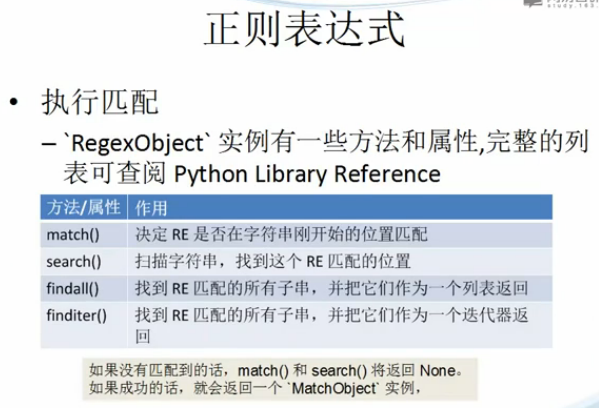 正则表达式
• 执行匹配
– `RegexObject` 实例有一些方法和属性,完整的列
表可查阅 Python Library Reference
方法/属性 作用
match() 决定 RE 是否在字符串刚开始的位置匹配
search() 扫描字符串，找到这个 RE 匹配的位置
findall() 找到 RE 匹配的所有子串，并把它们作为一个列表返回
finditer() 找到 RE 匹配的所有子串，并把它们作为一个迭代器返
回
如果没有匹配到的话，match() 和 search() 将返回 None。
如果成功的话，就会返回一个 `MatchObject` 实例，